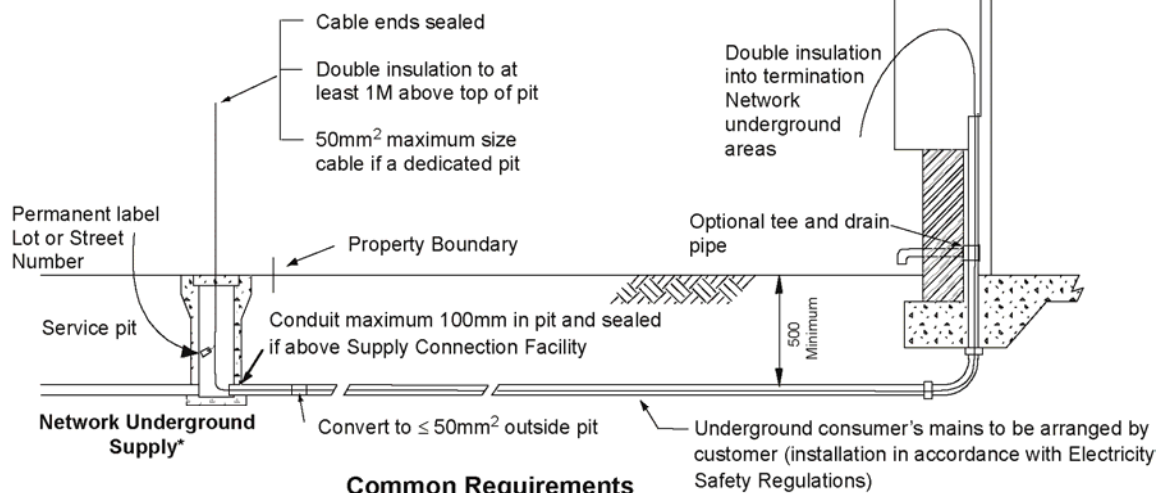 Cable ends sealed
Double insulation to at
least 1M above top of pit
50mm² maximum size
cable if a dedicated pit
Double insulation
into termination
Network
underground
areas
Permanent label
Lot or Street
Number
Property Boundary
Optional tee and drain
pipe
Service pit
Conduit maximum 100mm in pit and sealed
if above Supply Connection Facility
500
Minimum
Network Underground
Supply*
Convert to ≤ 50mm² outside pit
Underground consumer's mains to be arranged by
customer (installation in accordance with Electricity
Safety Regulations)
Common Requirements